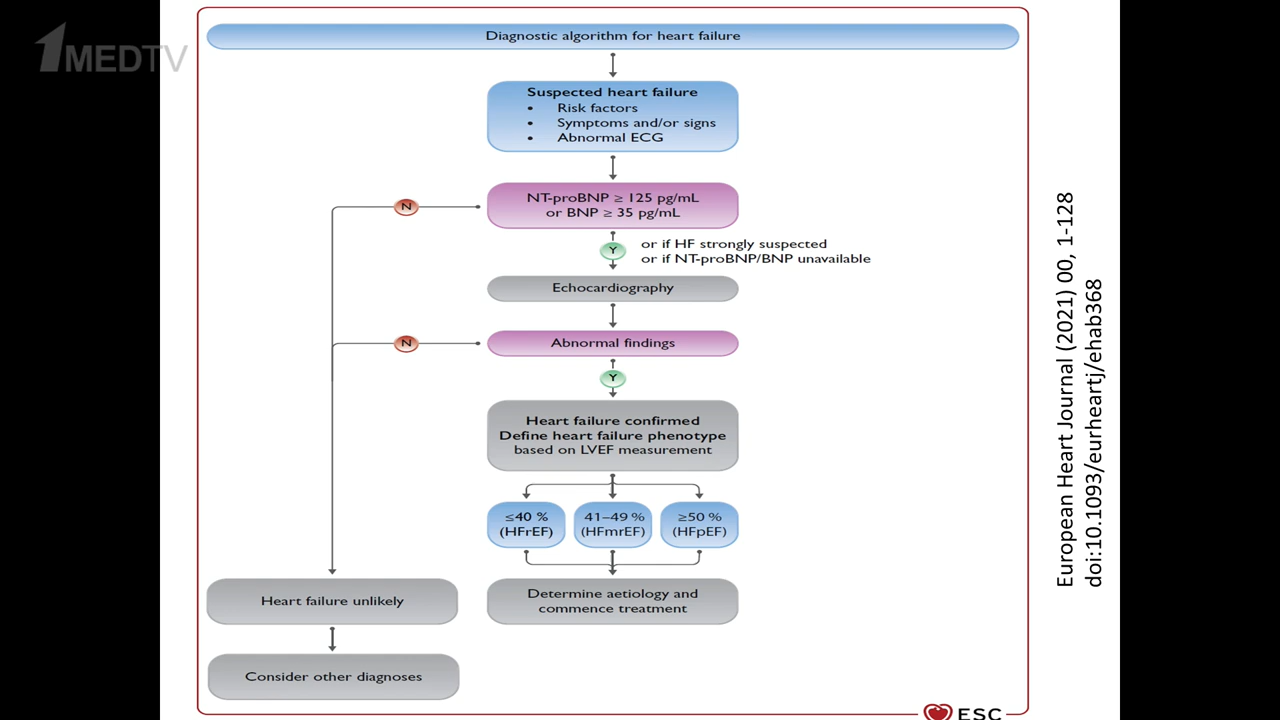 1MEDTV
Diagnostic algorithm for heart failure
Suspected heart failure
• Risk factors
• Symptoms and/or signs
• Abnormal ECG
N
NT-proBNP ≥ 125 pg/mL
or BNP ≥ 35 pg/mL
Y
or if HF strongly suspected
or if NT-proBNP/BNP unavailable
Echocardiography
N
Abnormal findings
Y
Heart failure confirmed
Define heart failure phenotype
based on LVEF measurement
≤40 %
(HFrEF)
41–49 %
(HFmrEF)
≥50 %
(HFpEF)
Heart failure unlikely
Determine aetiology and
commence treatment
Consider other diagnoses
ESC
European Heart Journal (2021) 00, 1-128
doi:10.1093/eurheartj/ehab368